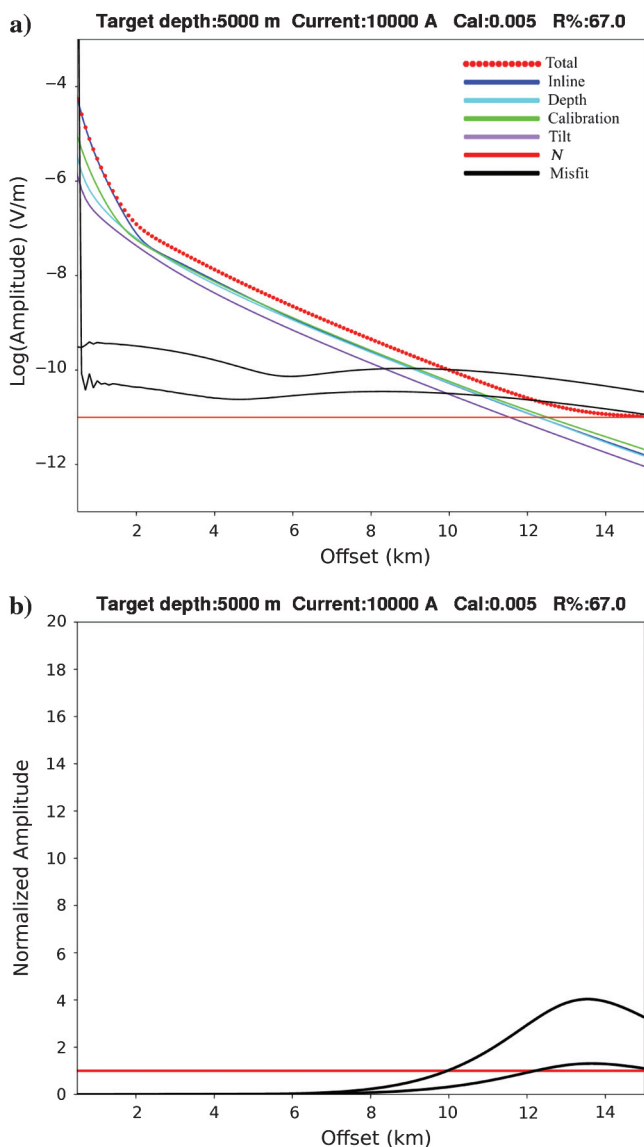 a)
Target depth:5000 m Current:10000 A Cal:0.005 R%:67.0
Total
Inline
Depth
Calibration
Tilt
N
Misfit
Log(Amplitude) (V/m)
−4
−6
−8
−10
−12
2 4 6 8 10 12 14
Offset (km)
b)
Target depth:5000 m Current:10000 A Cal:0.005 R%:67.0
Normalized Amplitude
20
18
16
14
12
10
8
6
4
2
0
2 4 6 8 10 12 14
Offset (km)